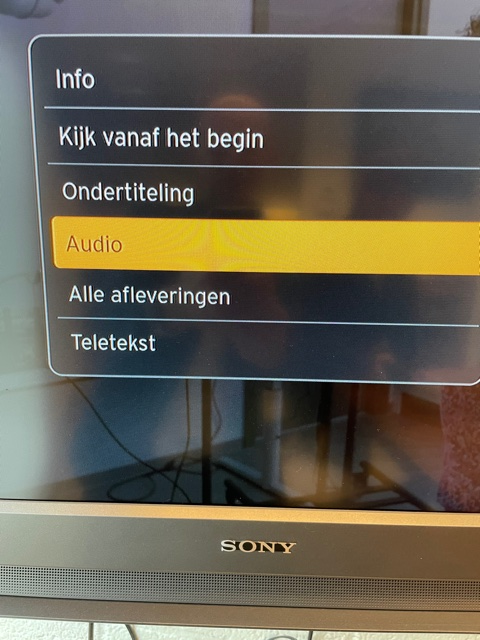 Info
Kijk vanaf het begin
Ondertiteling
Audio
Alle afleveringen
Teletekst
SONY